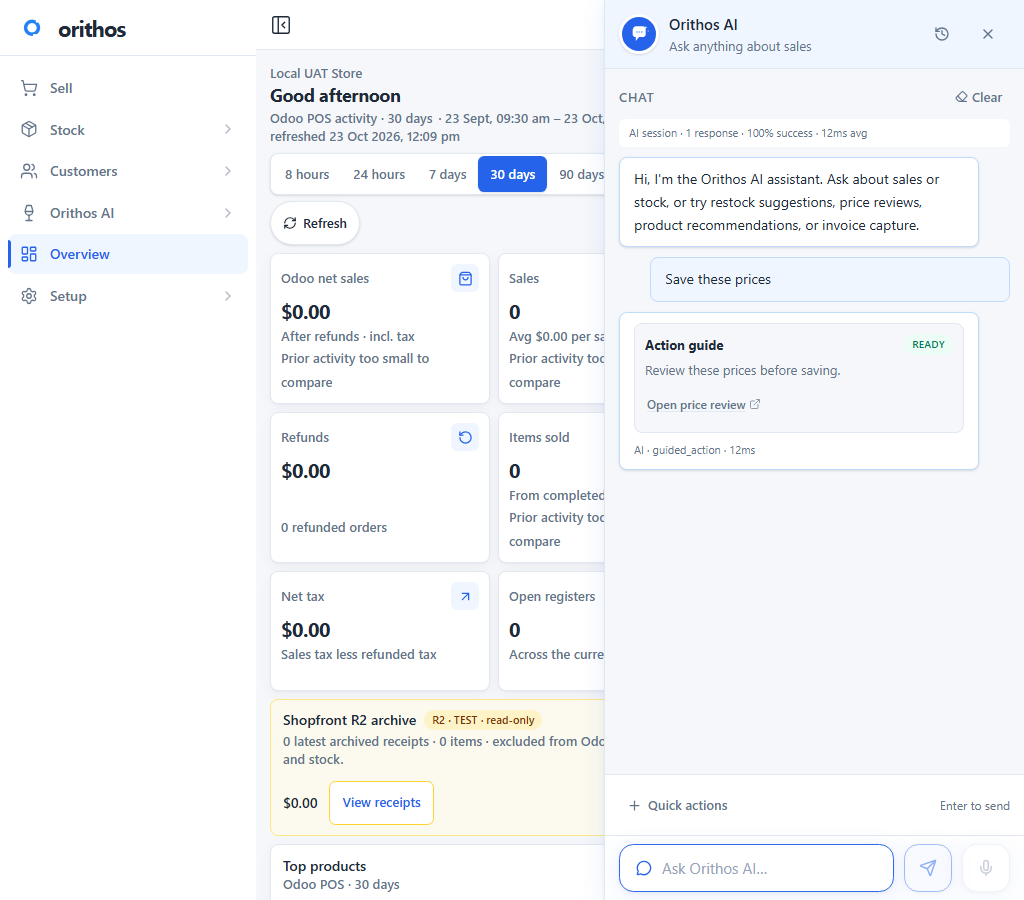 orithos
Sell
Stock
Customers
Orithos AI
Overview
Setup
Local UAT Store
Good afternoon
Odoo POS activity · 30 days · 23 Sept, 09:30 am – 23 Oct,
refreshed 23 Oct 2026, 12:09 pm
8 hours
24 hours
7 days
30 days
90 days
Refresh
Odoo net sales
$0.00
After refunds · incl. tax
Prior activity too small to
compare
Sales
0
Avg $0.00 per sa
Prior activity too
compare
Refunds
$0.00
0 refunded orders
Items sold
0
From completed
Prior activity too
compare
Net tax
$0.00
Sales tax less refunded tax
Open registers
0
Across the curre
Shopfront R2 archive
R2 · TEST · read-only
0 latest archived receipts · 0 items · excluded from Odo
and stock.
$0.00
View receipts
Top products
Odoo POS · 30 days
Orithos AI
Ask anything about sales
CHAT
Clear
AI session · 1 response · 100% success · 12ms avg
Hi, I'm the Orithos AI assistant. Ask about sales or
stock, or try restock suggestions, price reviews,
product recommendations, or invoice capture.
Save these prices
Action guide
READY
Review these prices before saving.
Open price review
AI · guided_action · 12ms
Quick actions
Enter to send
Ask Orithos AI...